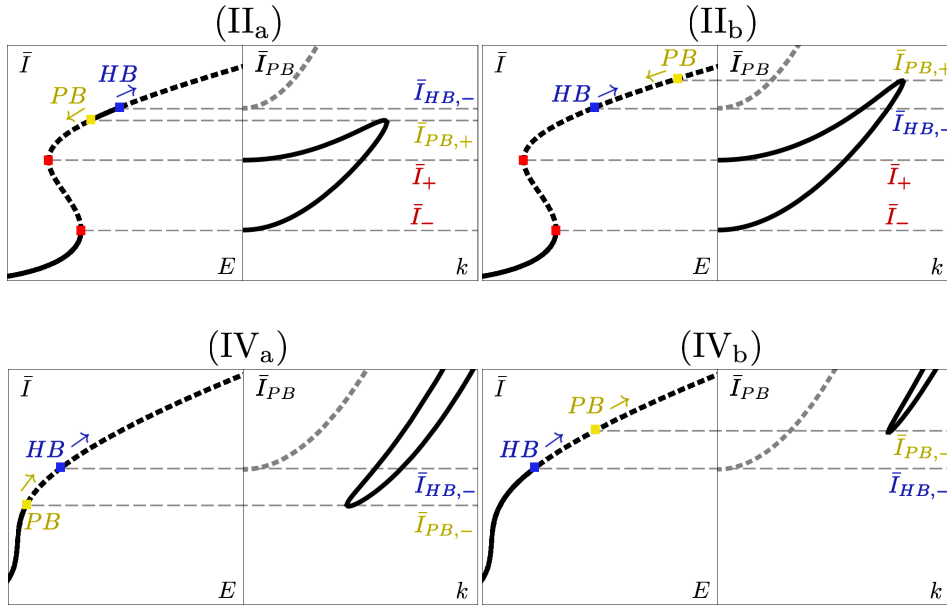 (II_a)
Ī
HB
PB
E
Ī_PB
Ī_HB,−
Ī_PB,+
Ī_+
Ī_−
k
(II_b)
Ī
PB
HB
E
Ī_PB
Ī_PB,+
Ī_HB,−
Ī_+
Ī_−
k
(IV_a)
Ī
HB
PB
E
Ī_PB
Ī_HB,−
Ī_PB,−
k
(IV_b)
Ī
PB
HB
E
Ī_PB
Ī_PB,−
Ī_HB,−
k